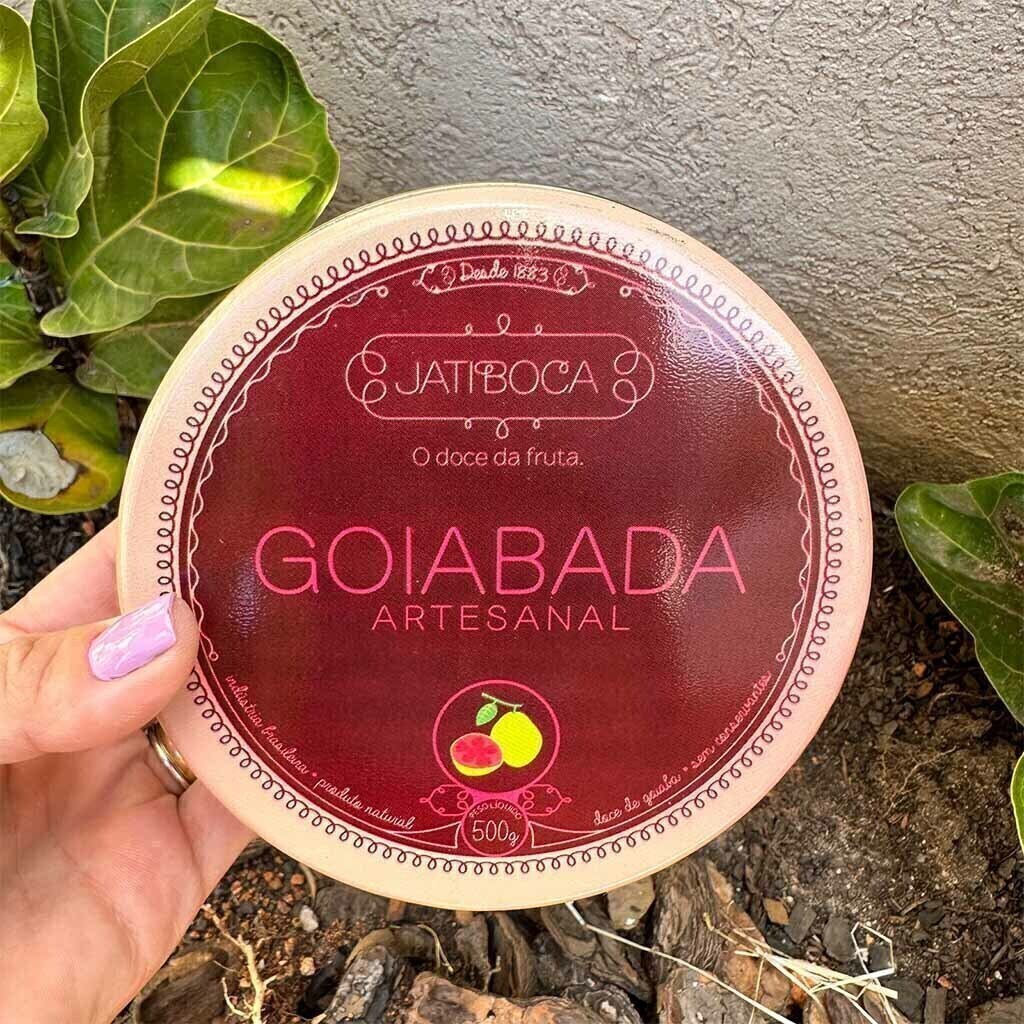 Desde 1883
JATIBOCA
O doce da fruta.
GOIABADA
ARTESANAL
indústria brasileira • produto natural
doce de goiaba • sem conservantes
PESO LÍQUIDO
500g